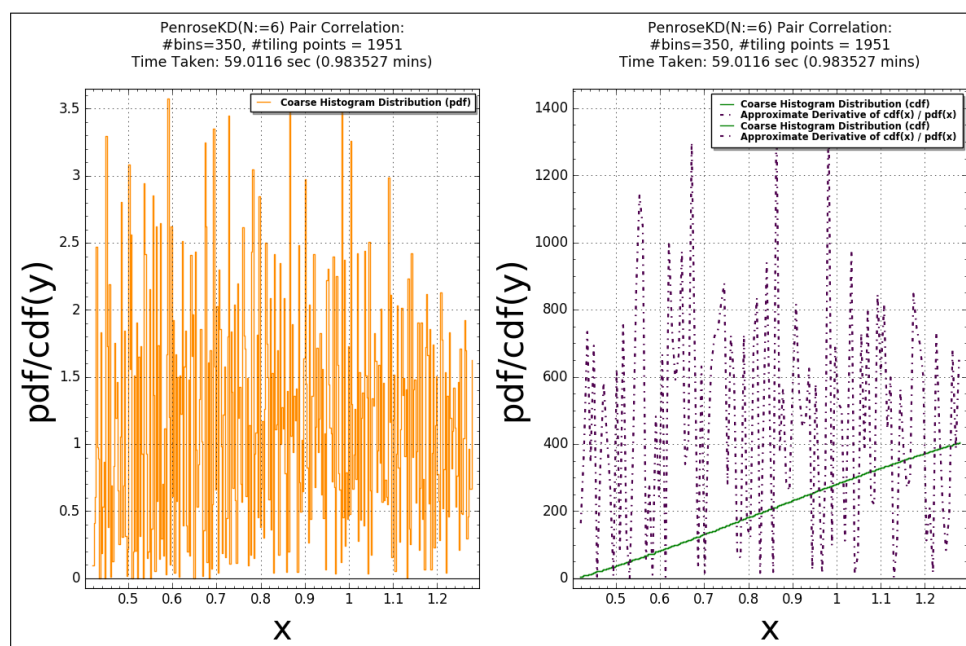 PenroseKD(N:=6) Pair Correlation:
#bins=350, #tiling points = 1951
Time Taken: 59.0116 sec (0.983527 mins)
Coarse Histogram Distribution (pdf)
3.5
3
2.5
2
1.5
1
0.5
0
pdf/cdf(y)
0.5 0.6 0.7 0.8 0.9 1 1.1 1.2
x
PenroseKD(N:=6) Pair Correlation:
#bins=350, #tiling points = 1951
Time Taken: 59.0116 sec (0.983527 mins)
Coarse Histogram Distribution (cdf)
Approximate Derivative of cdf(x) / pdf(x)
Coarse Histogram Distribution (cdf)
Approximate Derivative of cdf(x) / pdf(x)
1400
1200
1000
800
600
400
200
0
pdf/cdf(y)
0.5 0.6 0.7 0.8 0.9 1 1.1 1.2
x